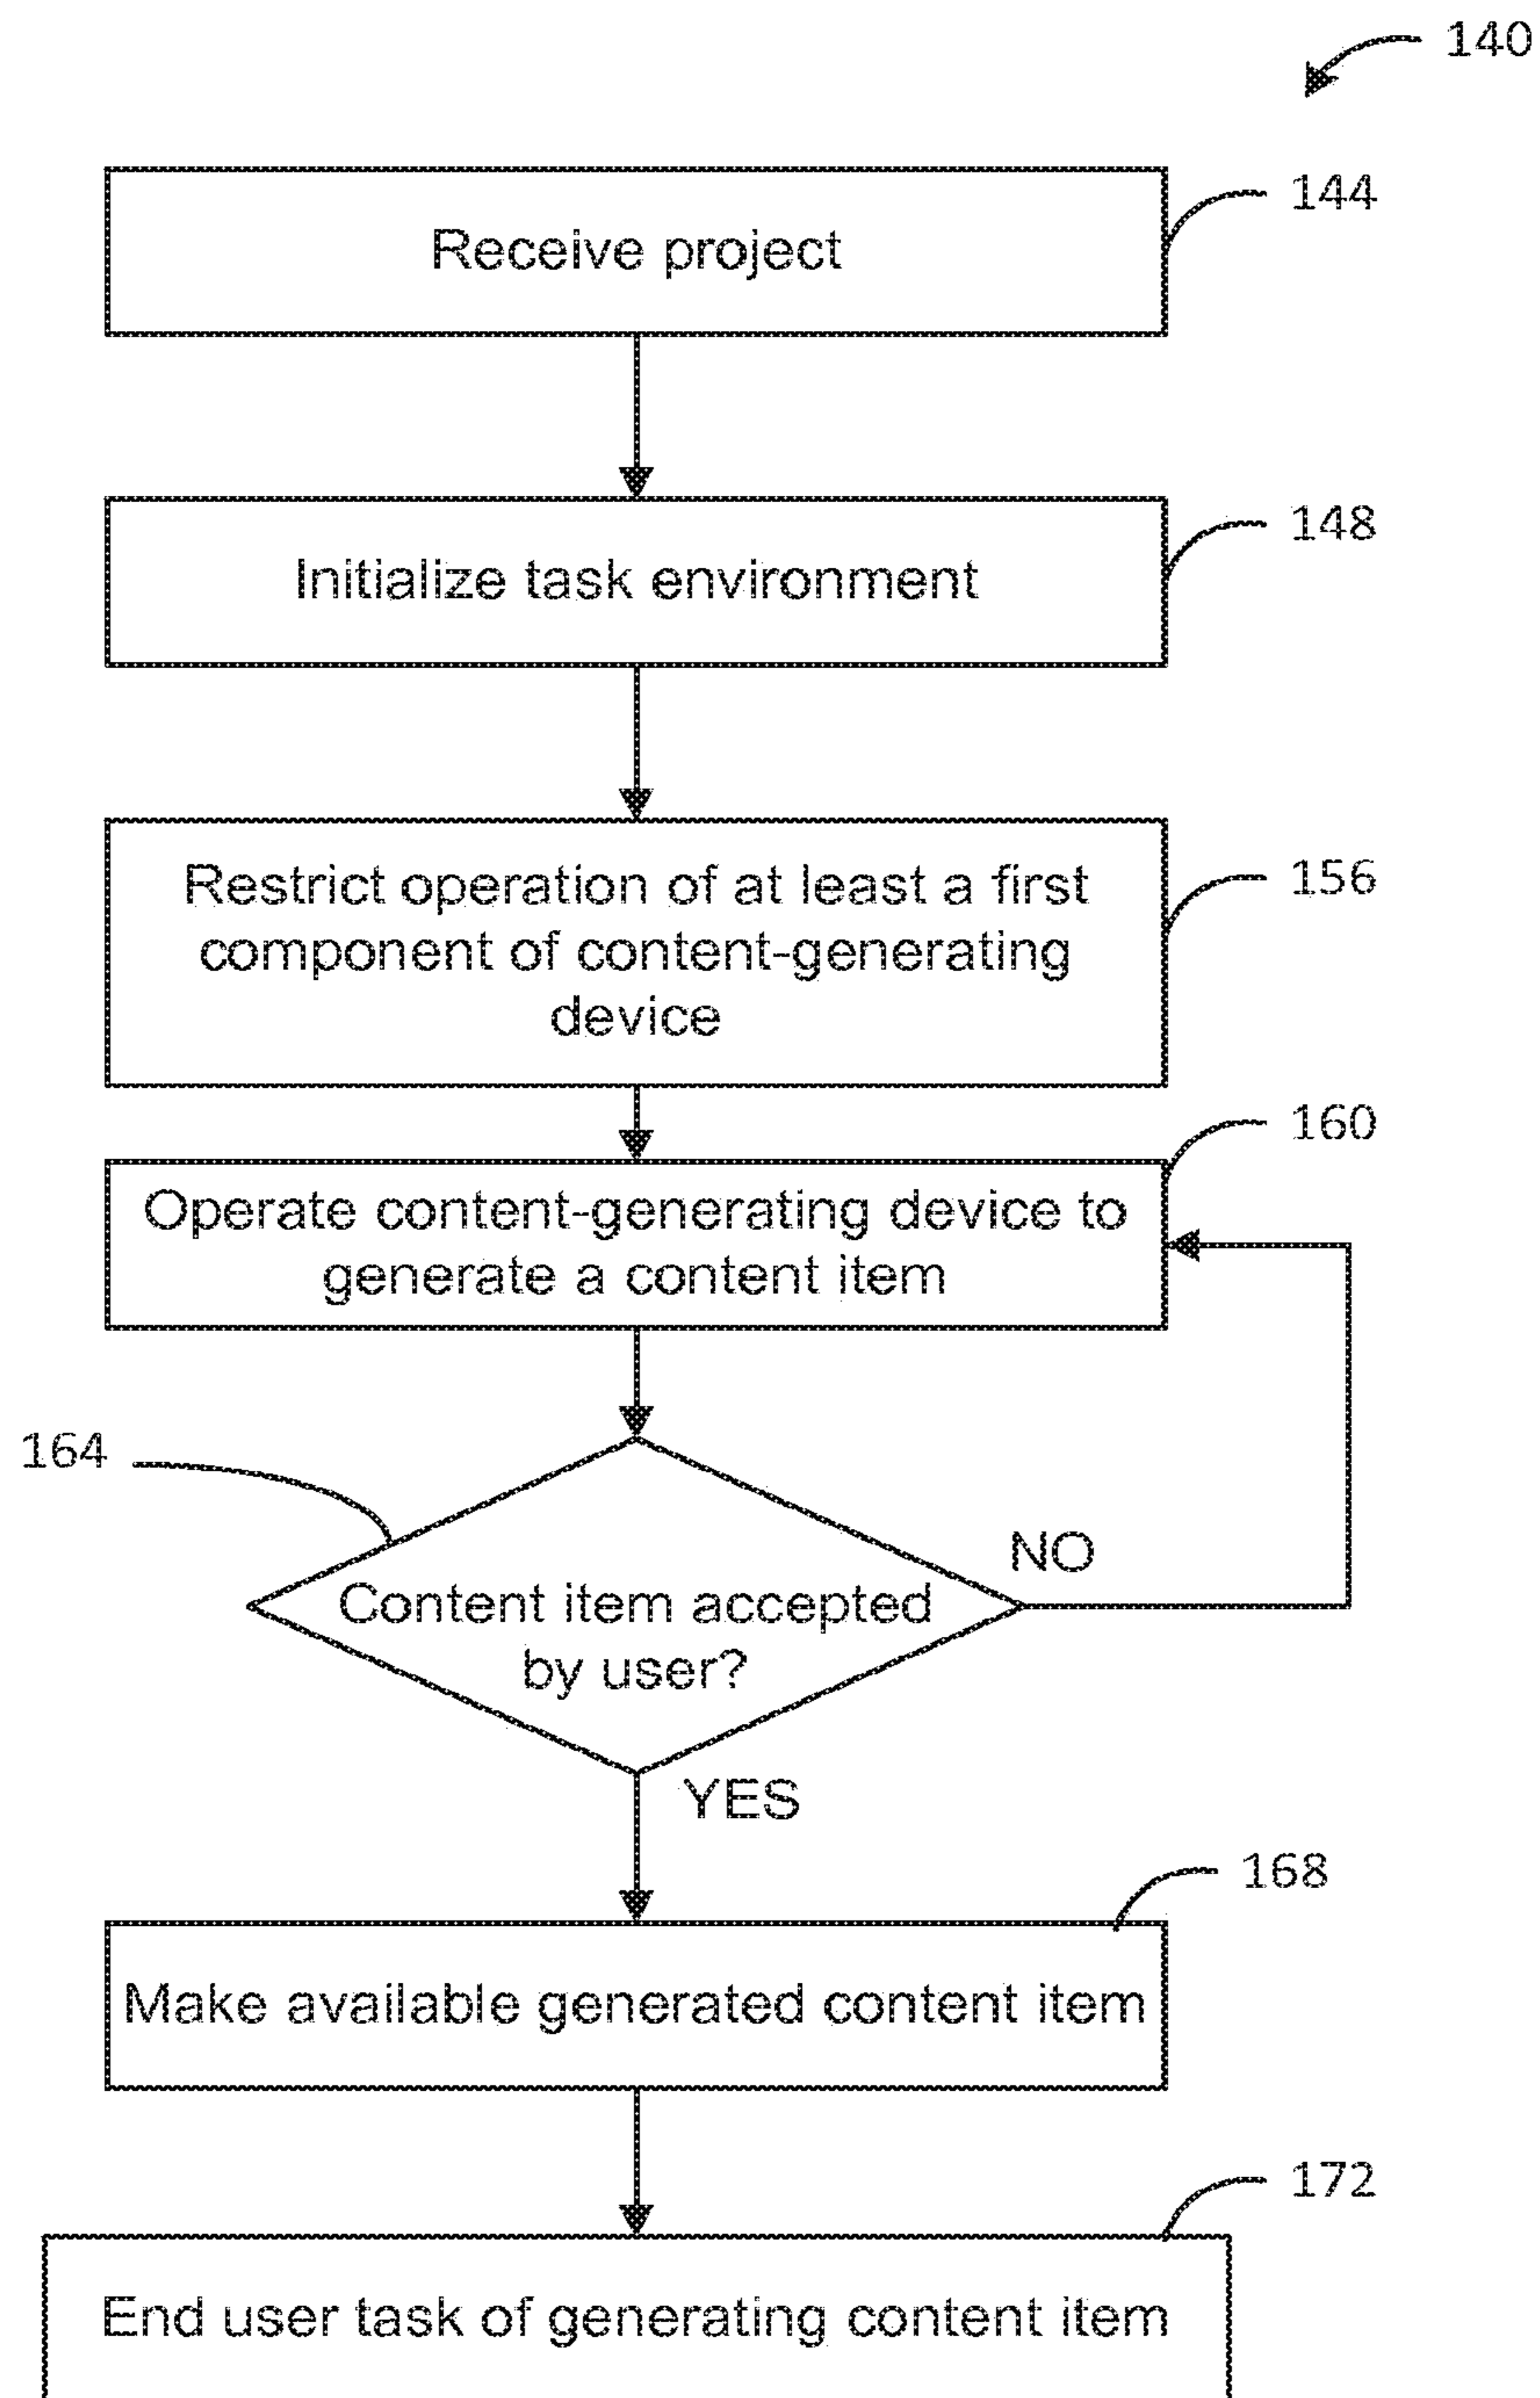 140
144
Receive project
148
Initialize task environment
156
Restrict operation of at least a first
component of content-generating
device
160
Operate content-generating device to
generate a content item
164
NO
Content item accepted
by user?
YES
168
Make available generated content item
172
End user task of generating content item